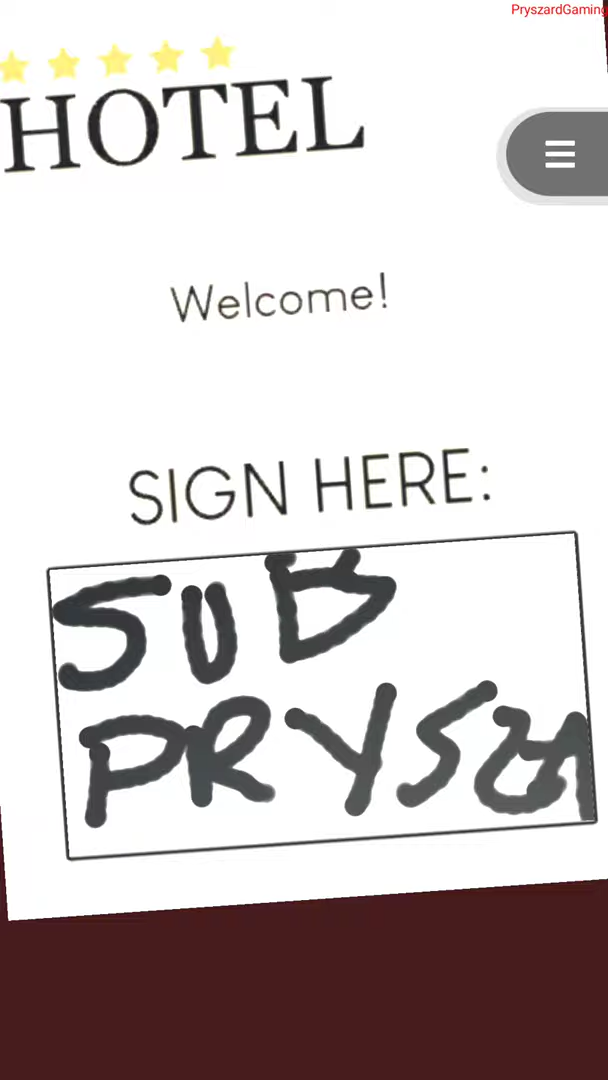 PryszardGaming
HOTEL
Welcome!
SIGN HERE:
SUB
PRYSZA